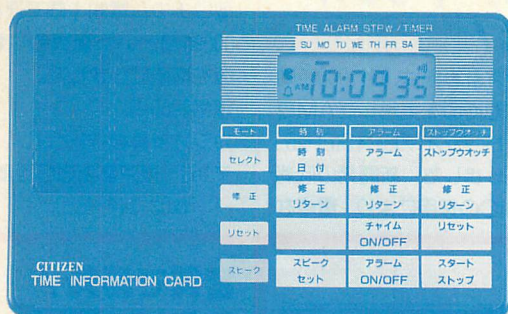 TIME ALARM STPW/TIMER
SU MO TU WE TH FR SA
AM 10:09 35
モード 時刻 アラーム ストップウオッチ
セレクト 時刻 日付 アラーム ストップウオッチ
修正 修正 リターン 修正 リターン 修正 リターン
リセット チャイム ON/OFF リセット
スピーク スピーク セット アラーム ON/OFF スタート ストップ
CITIZEN
TIME INFORMATION CARD